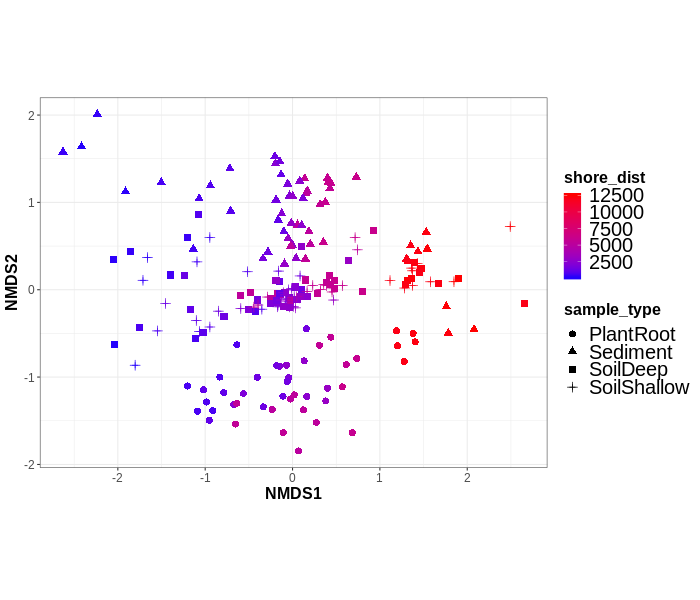 2
1
0
-1
-2
-2
-1
0
1
2
NMDS2
NMDS1
shore_dist
12500
10000
7500
5000
2500
sample_type
PlantRoot
Sediment
SoilDeep
SoilShallow